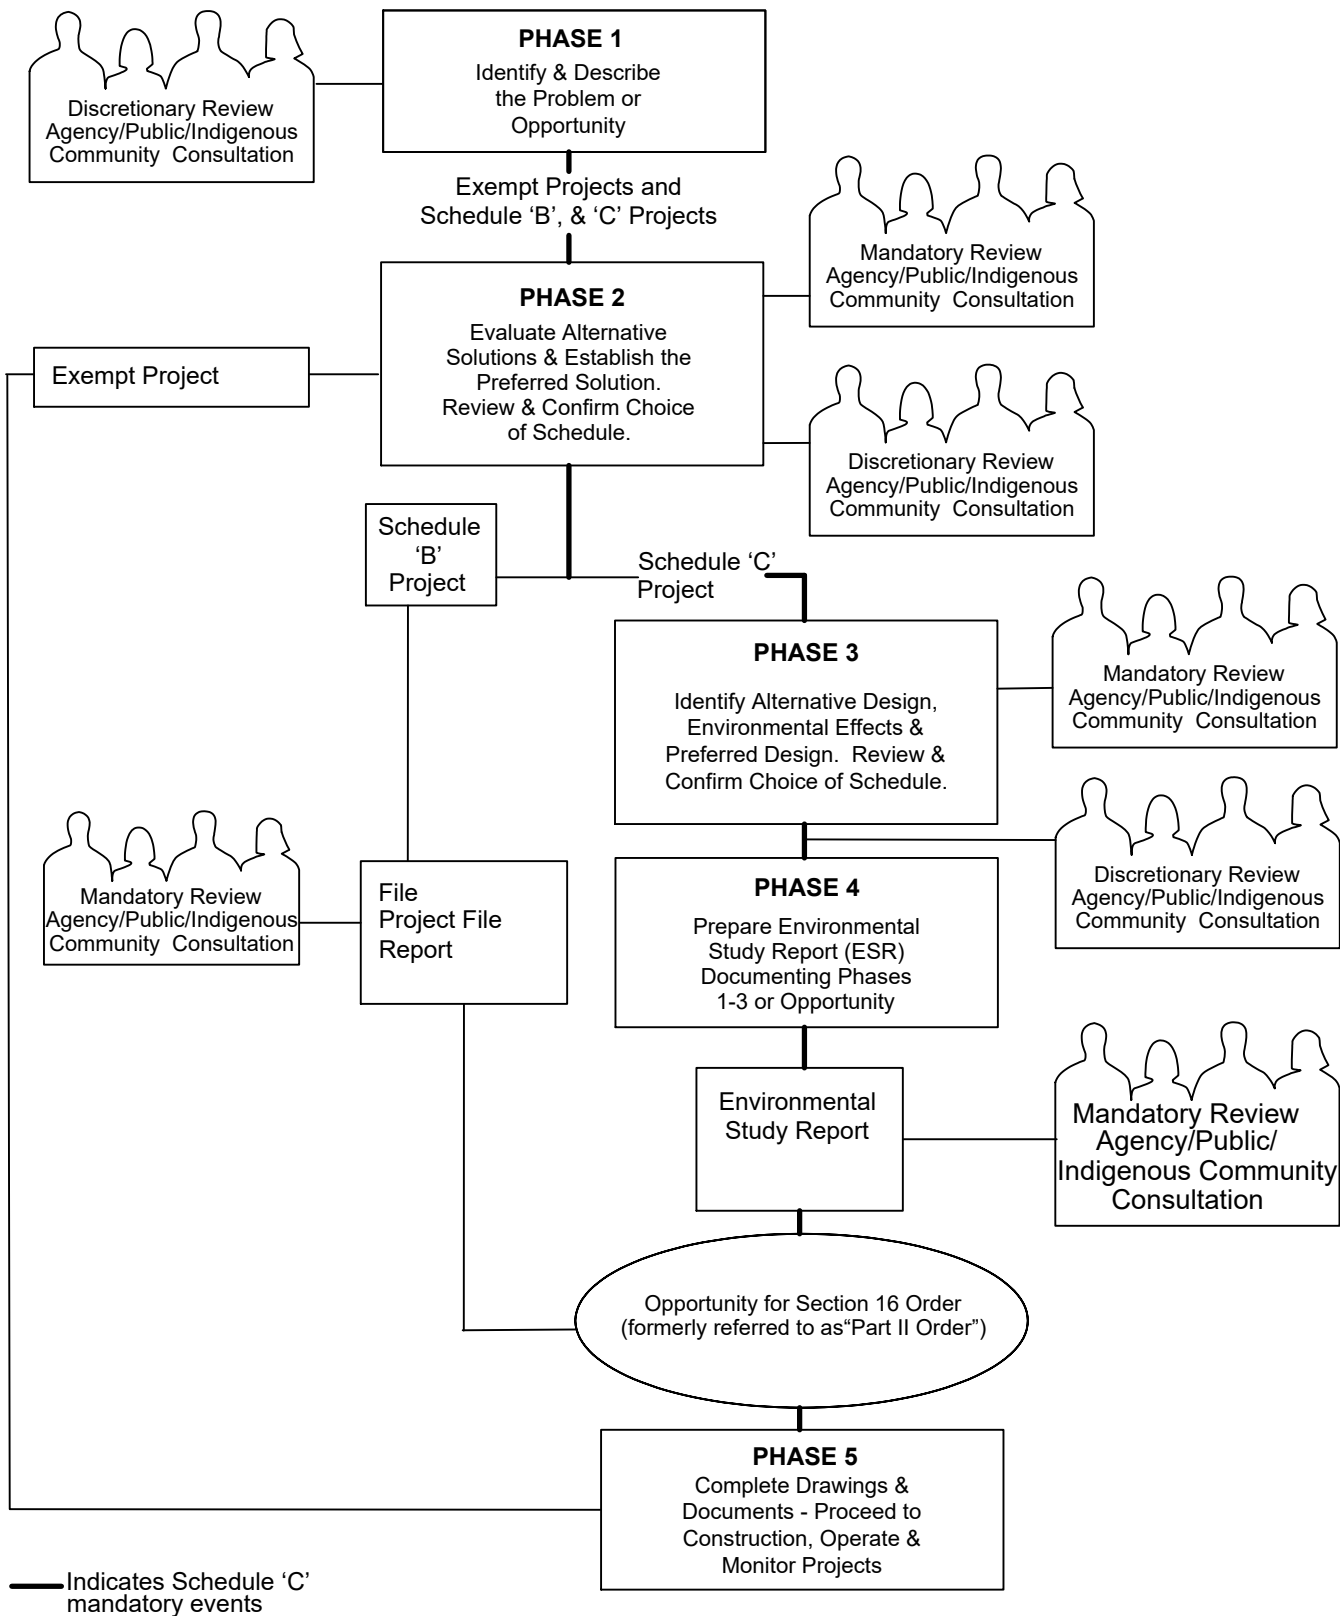 PHASE 1
Identify & Describe
the Problem or
Opportunity
Discretionary Review
Agency/Public/Indigenous
Community Consultation
Exempt Projects and
Schedule ‘B’, & ‘C’ Projects
Mandatory Review
Agency/Public/Indigenous
Community Consultation
PHASE 2
Evaluate Alternative
Solutions & Establish the
Preferred Solution.
Review & Confirm Choice
of Schedule.
Exempt Project
Discretionary Review
Agency/Public/Indigenous
Community Consultation
Schedule
‘B’
Project
Schedule ‘C’
Project
PHASE 3
Identify Alternative Design,
Environmental Effects &
Preferred Design. Review &
Confirm Choice of Schedule.
Mandatory Review
Agency/Public/Indigenous
Community Consultation
Discretionary Review
Agency/Public/Indigenous
Community Consultation
Mandatory Review
Agency/Public/Indigenous
Community Consultation
File
Project File
Report
PHASE 4
Prepare Environmental
Study Report (ESR)
Documenting Phases
1-3 or Opportunity
Environmental
Study Report
Mandatory Review
Agency/Public/
Indigenous Community
Consultation
Opportunity for Section 16 Order
(formerly referred to as“Part II Order”)
PHASE 5
Complete Drawings &
Documents - Proceed to
Construction, Operate &
Monitor Projects
Indicates Schedule ‘C’
mandatory events